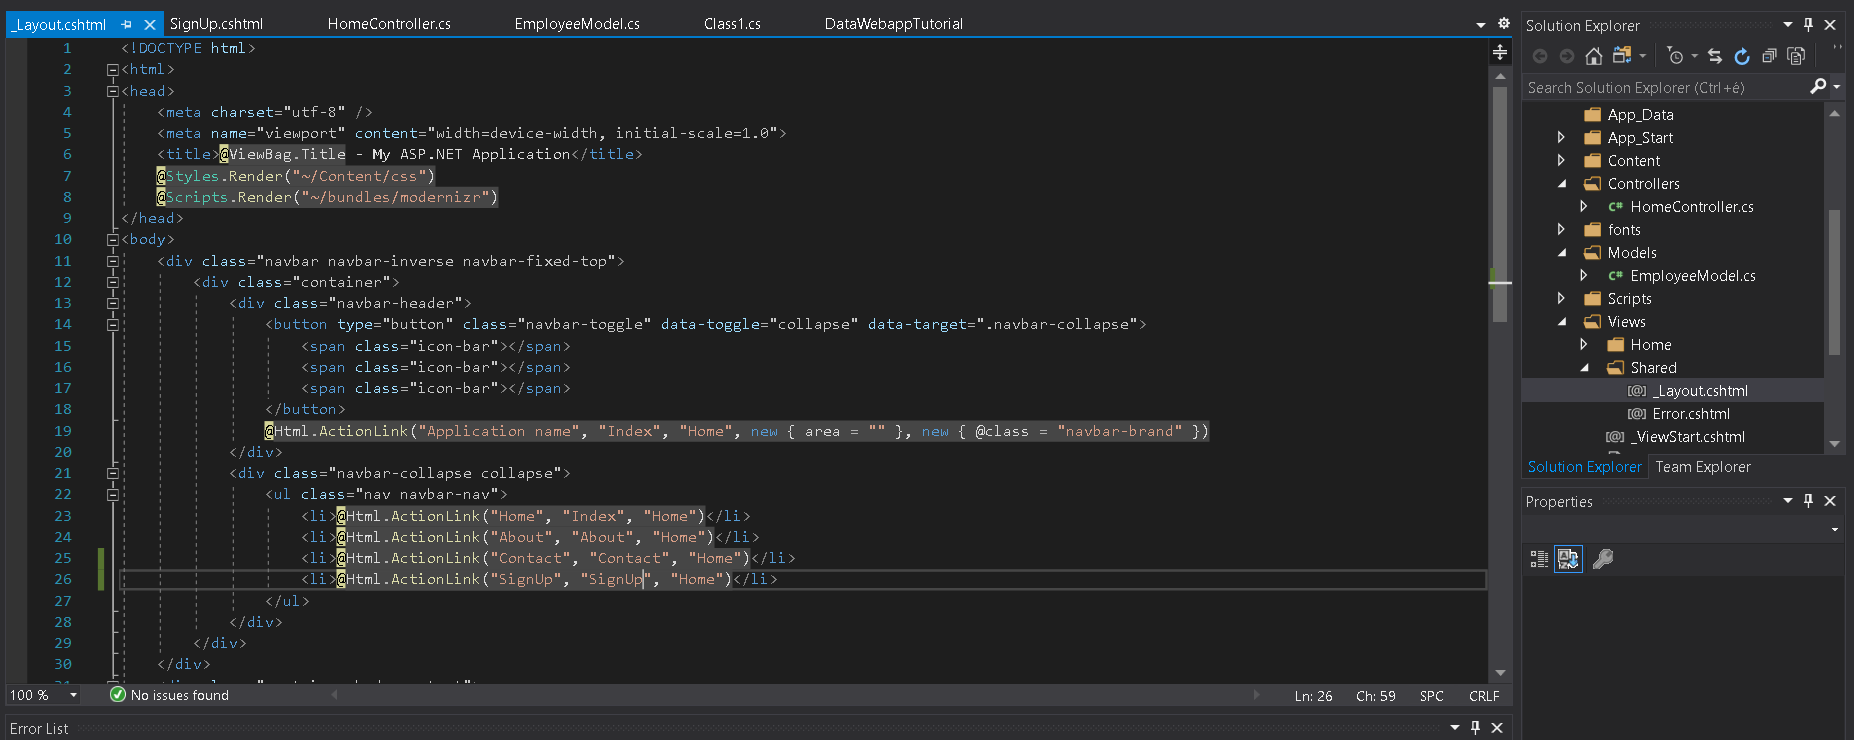 _Layout.cshtml SignUp.cshtml HomeController.cs EmployeeModel.cs Class1.cs DataWebappTutorial
1 <!DOCTYPE html>
2 <html>
3 <head>
4 <meta charset="utf-8" />
5 <meta name="viewport" content="width=device-width, initial-scale=1.0">
6 <title>@ViewBag.Title - My ASP.NET Application</title>
7 @Styles.Render("~/Content/css")
8 @Scripts.Render("~/bundles/modernizr")
9 </head>
10 <body>
11 <div class="navbar navbar-inverse navbar-fixed-top">
12 <div class="container">
13 <div class="navbar-header">
14 <button type="button" class="navbar-toggle" data-toggle="collapse" data-target=".navbar-collapse">
15 <span class="icon-bar"></span>
16 <span class="icon-bar"></span>
17 <span class="icon-bar"></span>
18 </button>
19 @Html.ActionLink("Application name", "Index", "Home", new { area = "" }, new { @class = "navbar-brand" })
20 </div>
21 <div class="navbar-collapse collapse">
22 <ul class="nav navbar-nav">
23 <li>@Html.ActionLink("Home", "Index", "Home")</li>
24 <li>@Html.ActionLink("About", "About", "Home")</li>
25 <li>@Html.ActionLink("Contact", "Contact", "Home")</li>
26 <li>@Html.ActionLink("SignUp", "SignUp", "Home")</li>
27 </ul>
28 </div>
29 </div>
30 </div>
100 % No issues found Ln: 26 Ch: 59 SPC CRLF
Error List
Solution Explorer
Search Solution Explorer (Ctrl+é)
App_Data
App_Start
Content
Controllers
C# HomeController.cs
fonts
Models
C# EmployeeModel.cs
Scripts
Views
Home
Shared
[@] _Layout.cshtml
[@] Error.cshtml
[@] _ViewStart.cshtml
Solution Explorer Team Explorer
Properties